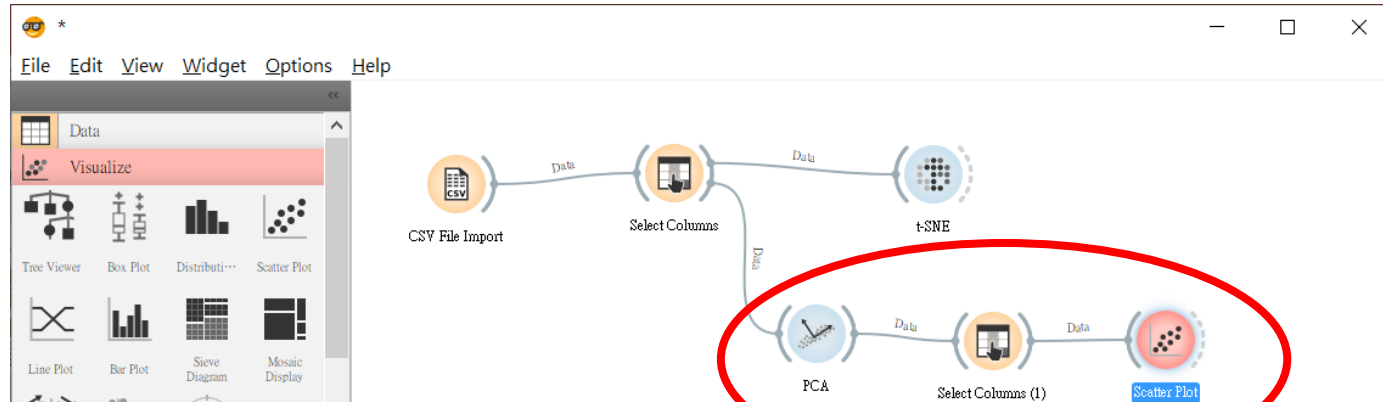 *
File Edit View Widget Options Help
Data
Visualize
Tree Viewer Box Plot Distributi··· Scatter Plot
Line Plot Bar Plot Sieve Diagram Mosaic Display
CSV
CSV File Import
Data
Select Columns
Data
t-SNE
Data
PCA
Data
Select Columns (1)
Data
Scatter Plot